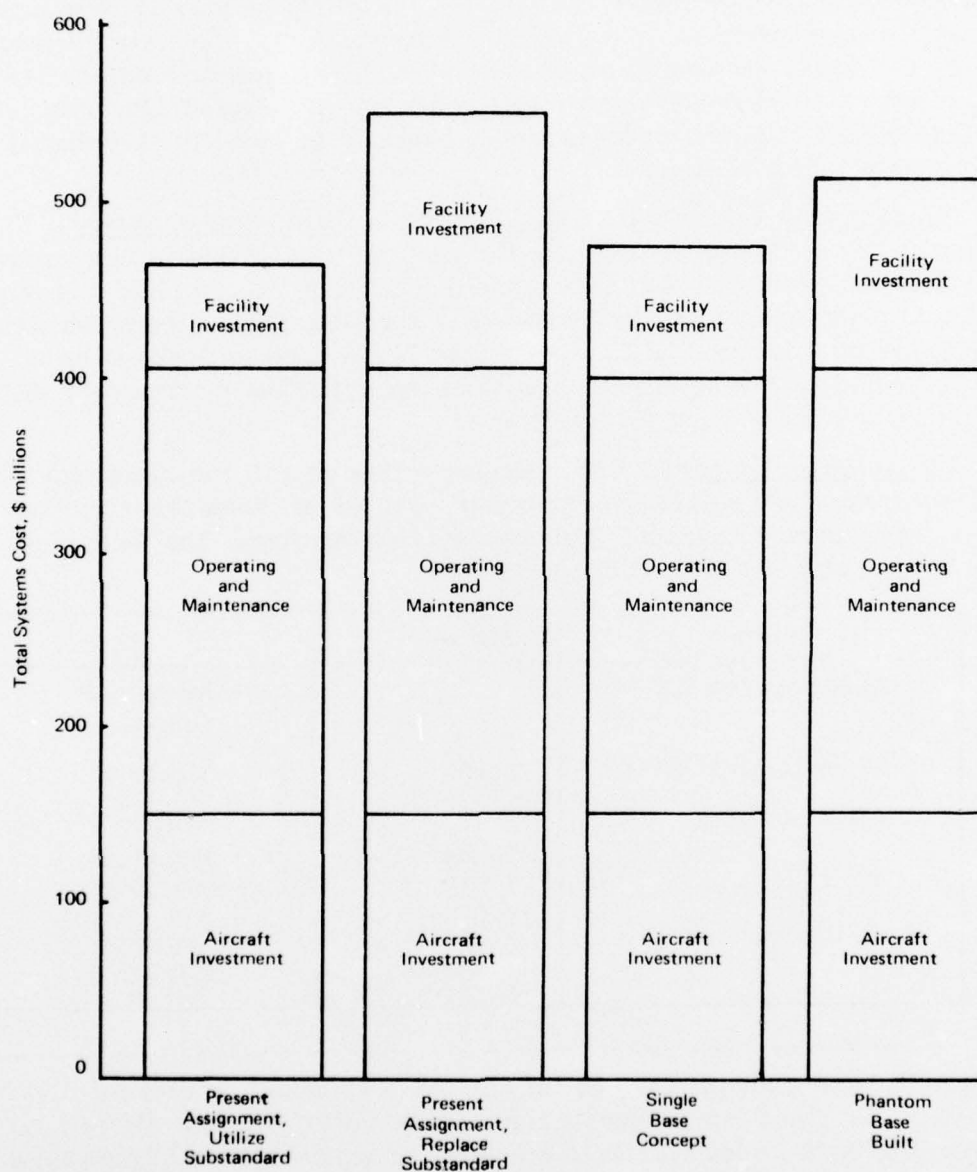 600
500
400
300
200
100
0
Total Systems Cost, $ millions
Facility
Investment
Operating
and
Maintenance
Aircraft
Investment
Present
Assignment,
Utilize
Substandard
Facility
Investment
Operating
and
Maintenance
Aircraft
Investment
Present
Assignment,
Replace
Substandard
Facility
Investment
Operating
and
Maintenance
Aircraft
Investment
Single
Base
Concept
Facility
Investment
Operating
and
Maintenance
Aircraft
Investment
Phantom
Base
Built